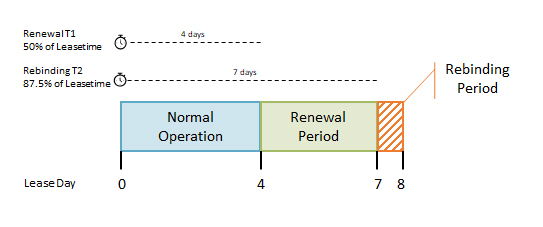 Renewal T1
50% of Leasetime
4 days
Rebinding T2
87.5% of Leasetime
7 days
Rebinding
Period
Normal
Operation
Renewal
Period
Lease Day
0
4
7
8